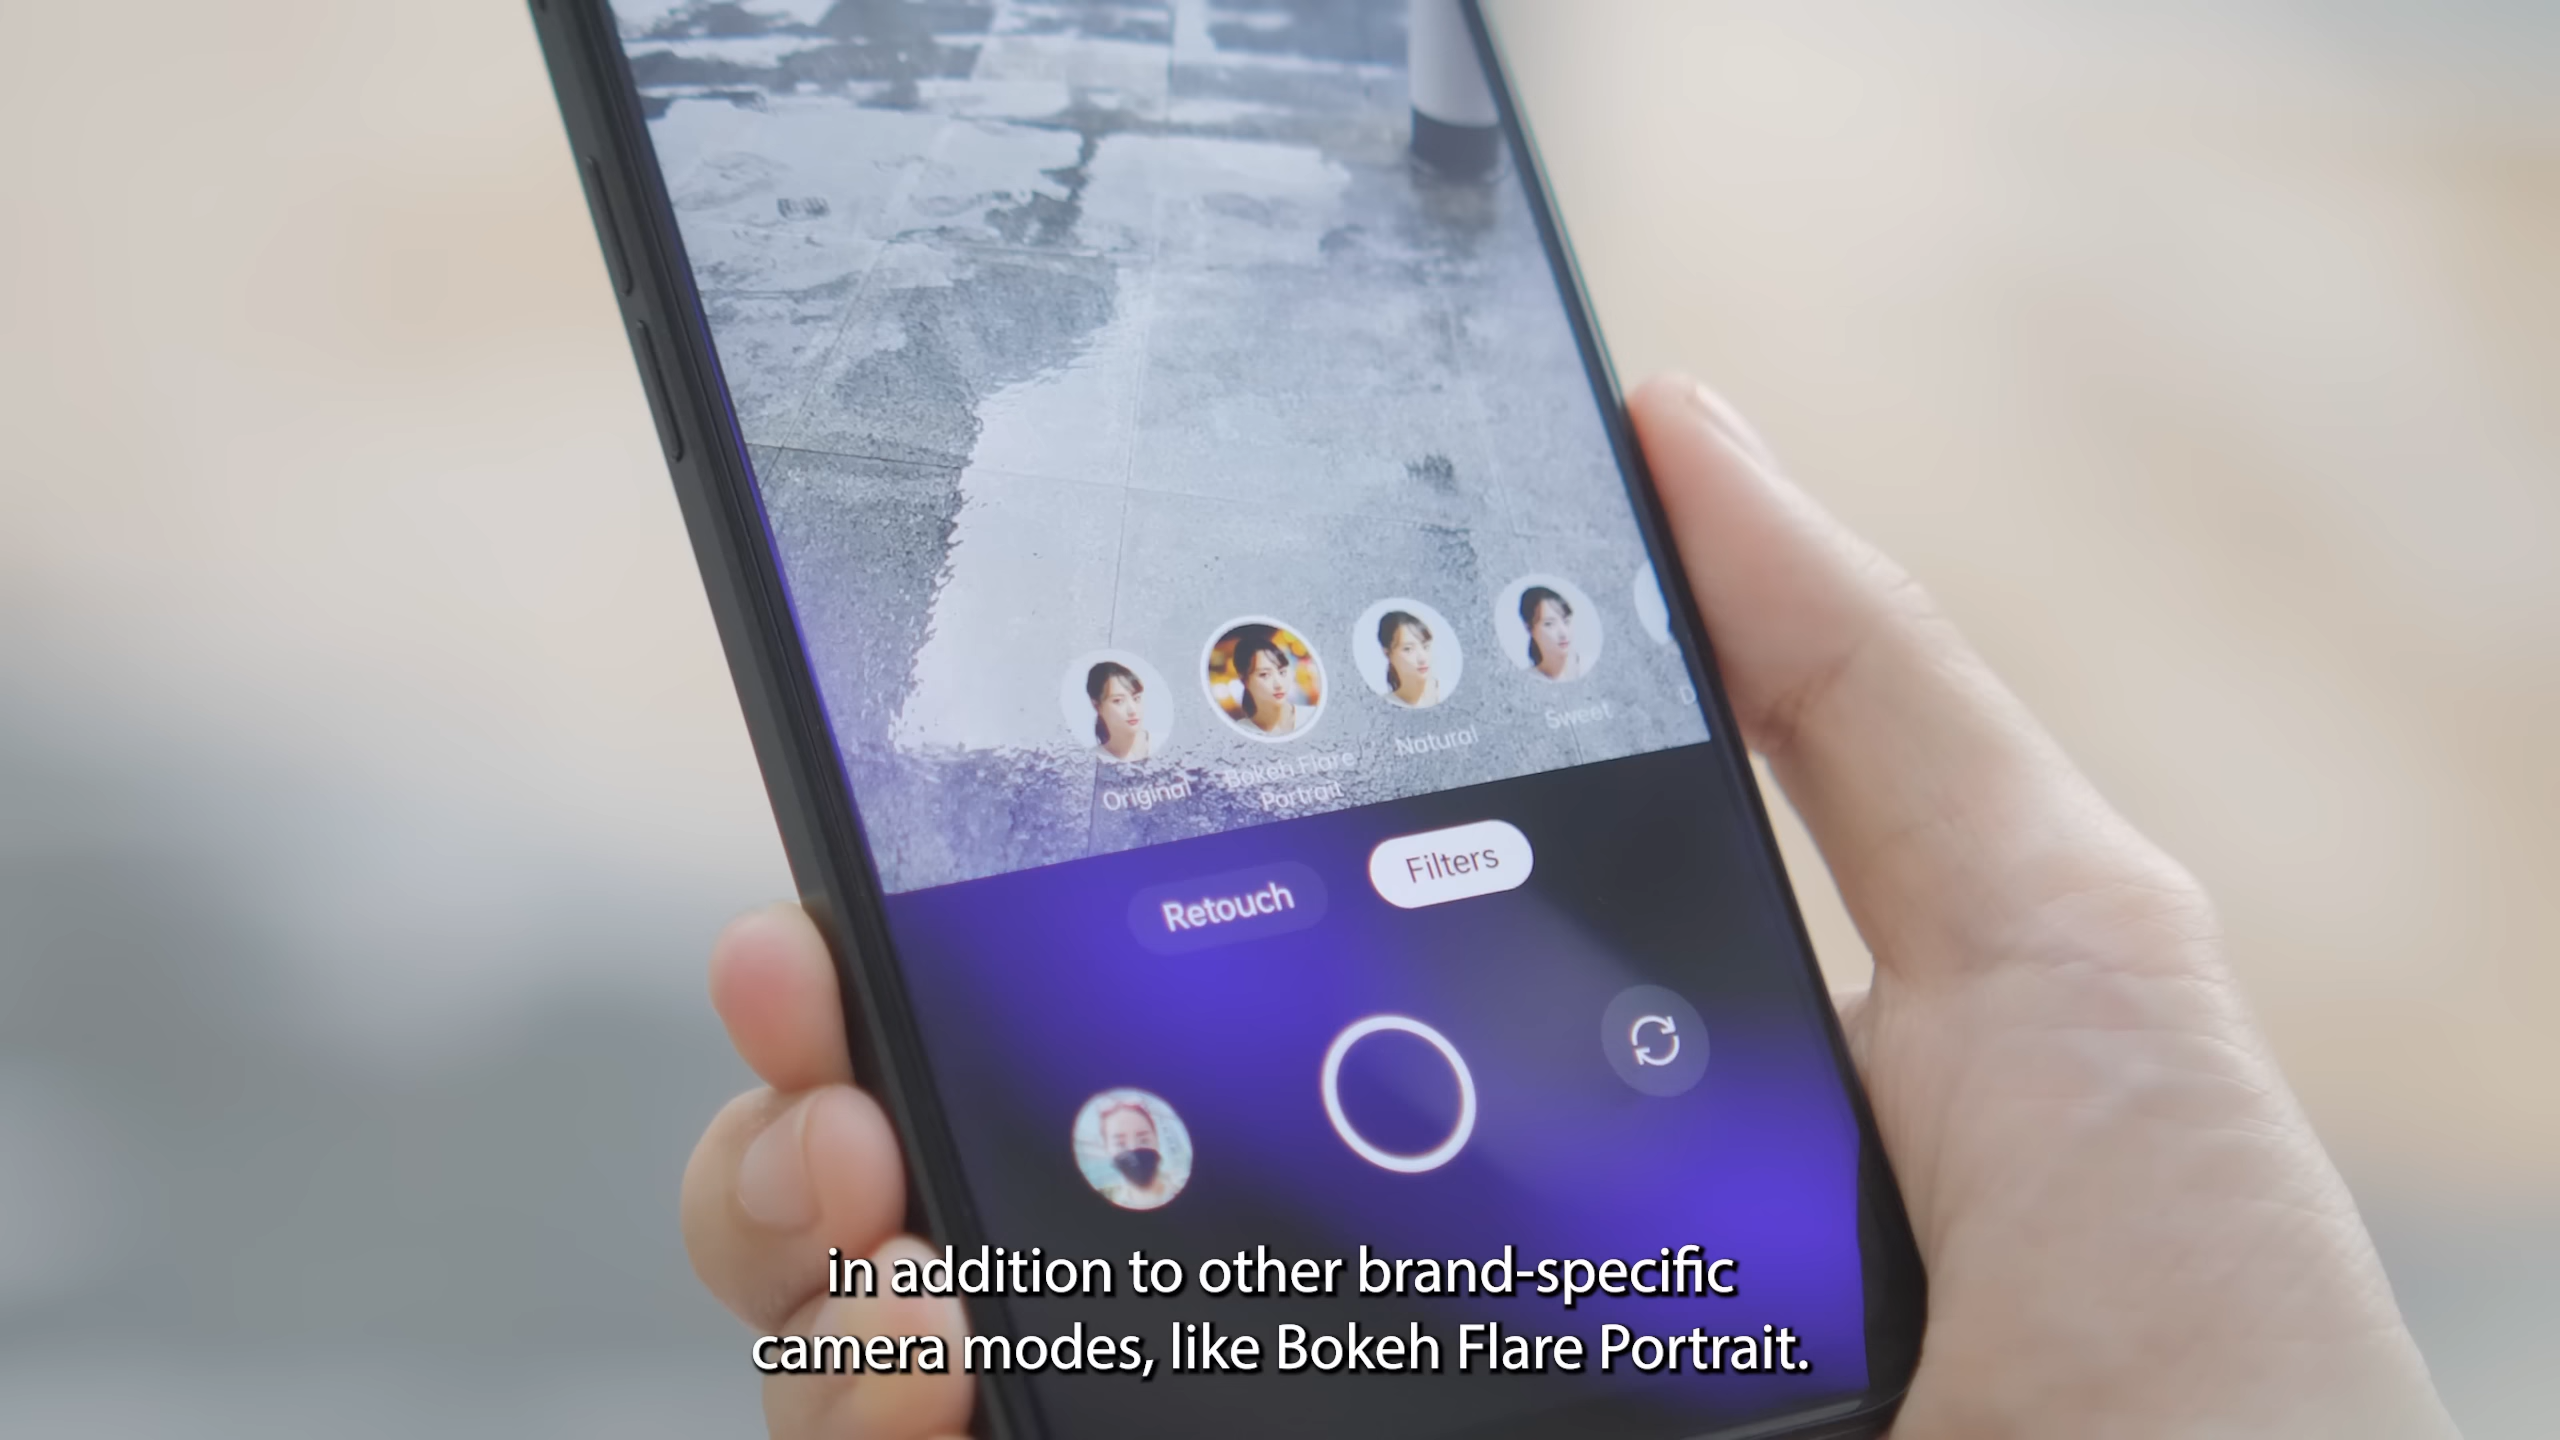 Original
Bokeh Flare
Portrait
Natural
Sweet
Retouch
Filters
in addition to other brand-specific
camera modes, like Bokeh Flare Portrait.